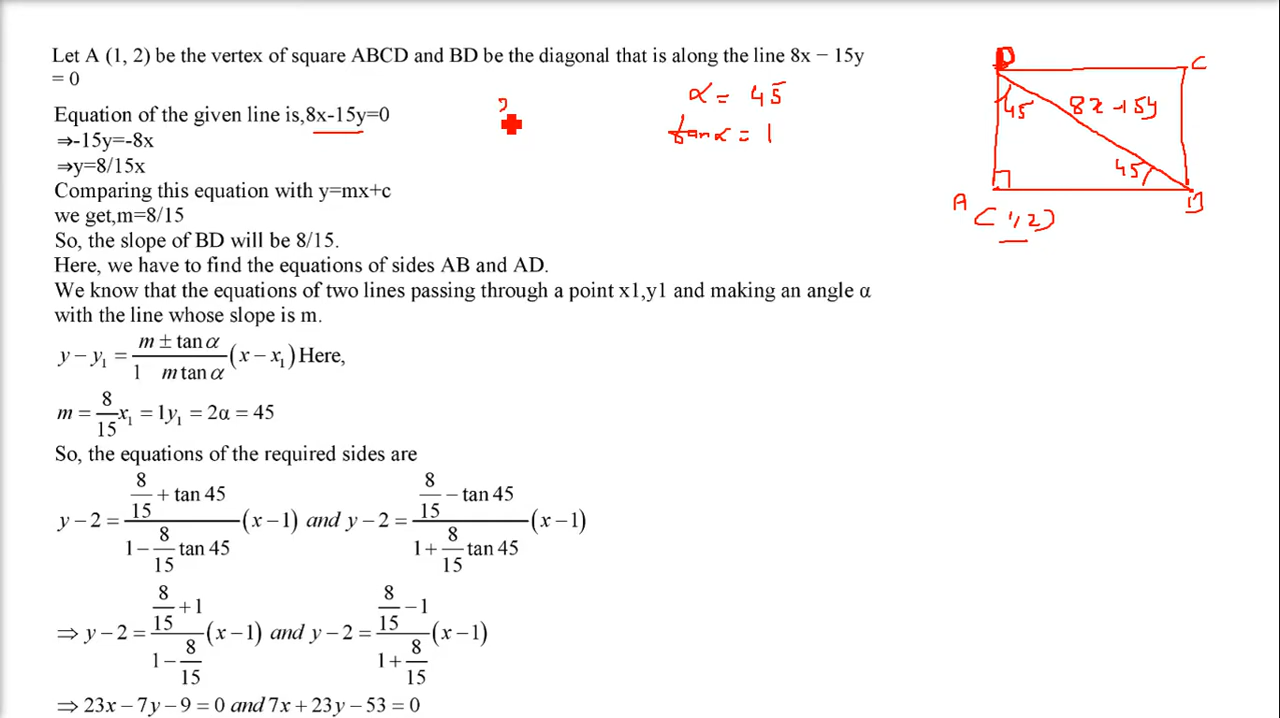 Let A (1, 2) be the vertex of square ABCD and BD be the diagonal that is along the line 8x − 15y
= 0
Equation of the given line is,8x-15y=0
⇒-15y=-8x
⇒y=8/15x
Comparing this equation with y=mx+c
we get,m=8/15
So, the slope of BD will be 8/15.
Here, we have to find the equations of sides AB and AD.
We know that the equations of two lines passing through a point x1,y1 and making an angle α
with the line whose slope is m.
y − y₁ = (m ± tan α)/(1 m tan α) (x − x₁) Here,
m = 8/15 x₁ = 1y₁ = 2α = 45
So, the equations of the required sides are
y − 2 = (8/15 + tan 45)/(1 − 8/15 tan 45) (x − 1) and y − 2 = (8/15 − tan 45)/(1 + 8/15 tan 45) (x − 1)
⇒ y − 2 = (8/15 + 1)/(1 − 8/15) (x − 1) and y − 2 = (8/15 − 1)/(1 + 8/15) (x − 1)
⇒ 23x − 7y − 9 = 0 and 7x + 23y − 53 = 0
α = 45
tan α = 1
D
C
45
45
A
B
(1,2)